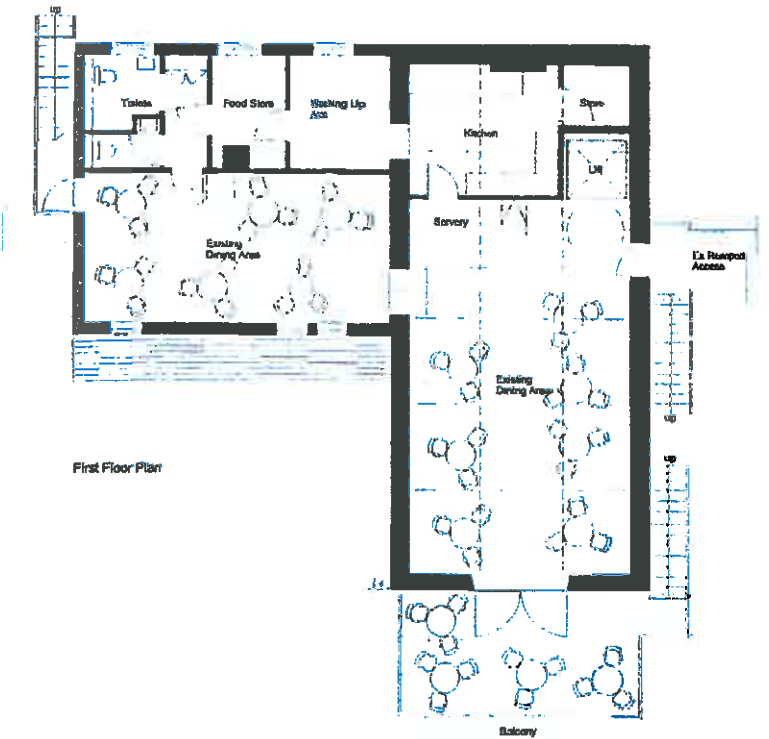 up
Toilets
Food Store
Washing Up
Area
Store
Kitchen
Lift
Servery
Existing
Dining Area
Ex Ramped
Access
Existing
Dining Area
up
First Floor Plan
up
Balcony